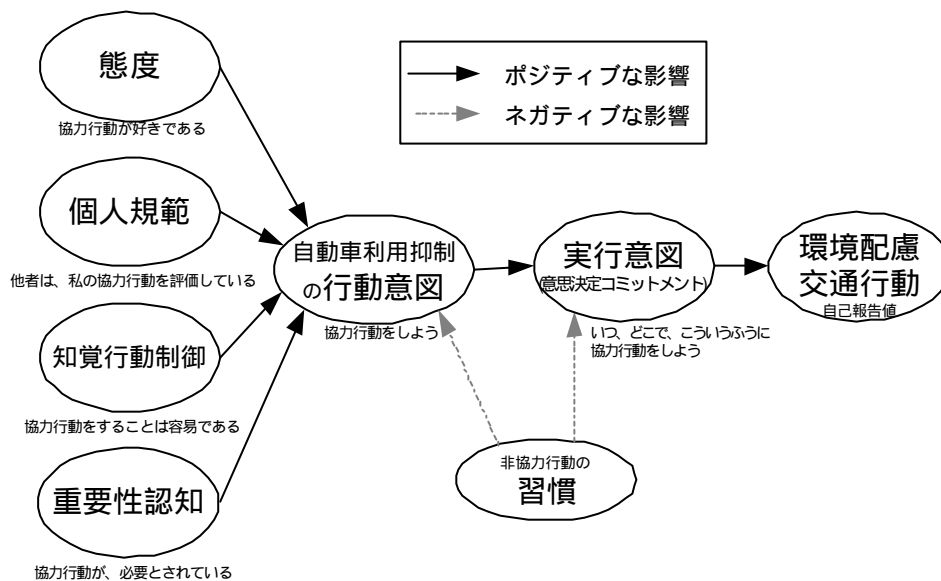 態度
協力行動が好きである
ポジティブな影響
ネガティブな影響
個人規範
他者は、私の協力行動を評価している
自動車利用抑制
の行動意図
協力行動をしよう
実行意図
(意思決定コミットメント)
いつ、どこで、こういうふうに
協力行動をしよう
環境配慮
交通行動
自己報告値
知覚行動制御
協力行動をすることは容易である
非協力行動の
習慣
重要性認知
協力行動が、必要とされている